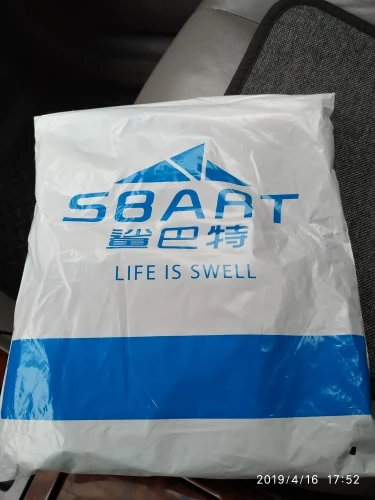 SBART
鲨巴特
LIFE IS SWELL
2019/4/16 17:52